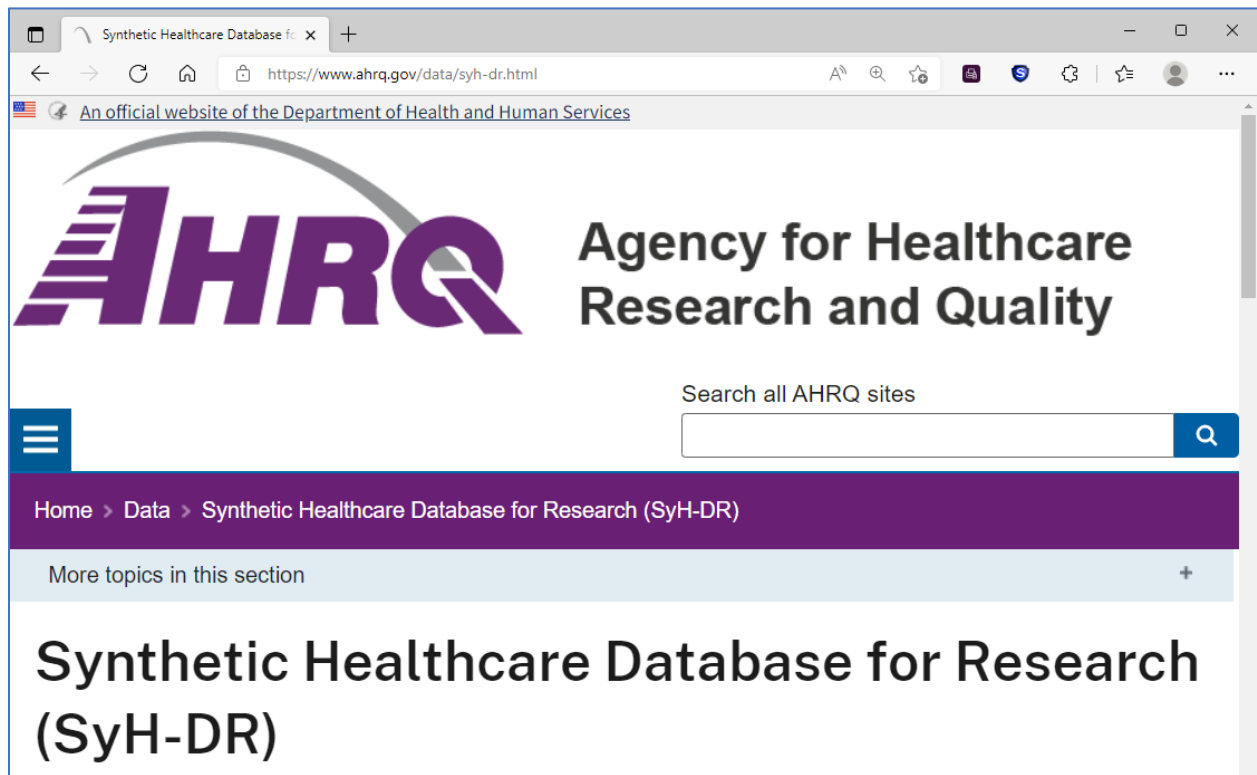 Synthetic Healthcare Database fo
https://www.ahrq.gov/data/syh-dr.html
An official website of the Department of Health and Human Services
AHRQ
Agency for Healthcare
Research and Quality
Search all AHRQ sites
Home > Data > Synthetic Healthcare Database for Research (SyH-DR)
More topics in this section
Synthetic Healthcare Database for Research
(SyH-DR)